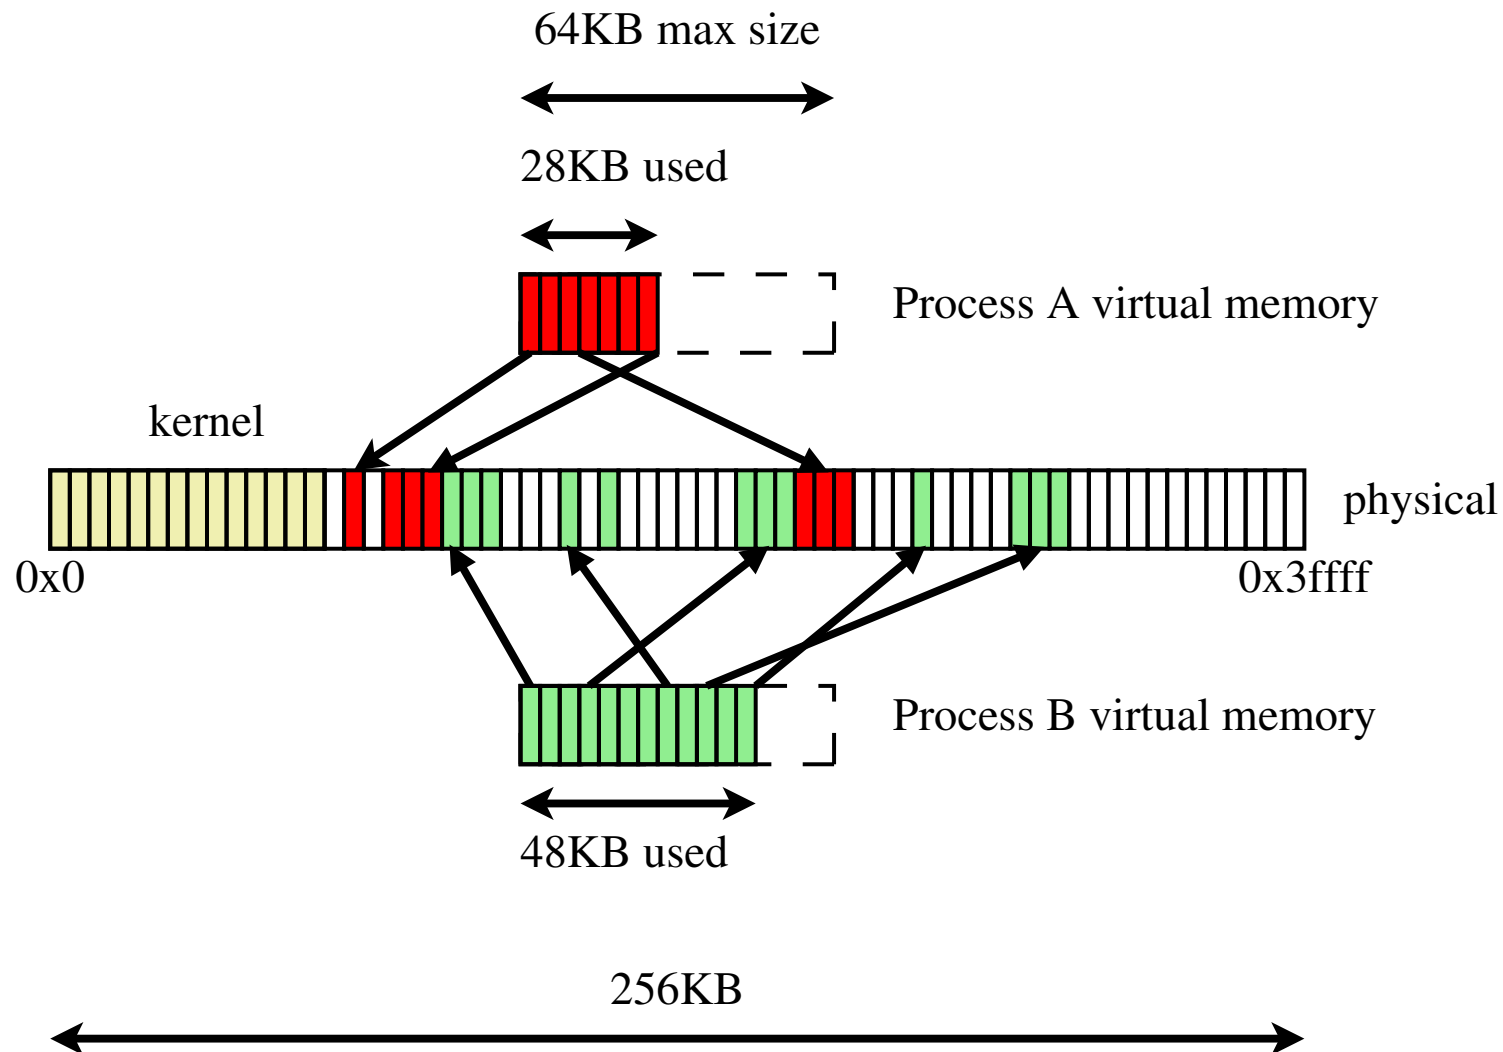 64KB max size
28KB used
Process A virtual memory
kernel
physical
0x0
0x3ffff
Process B virtual memory
48KB used
256KB